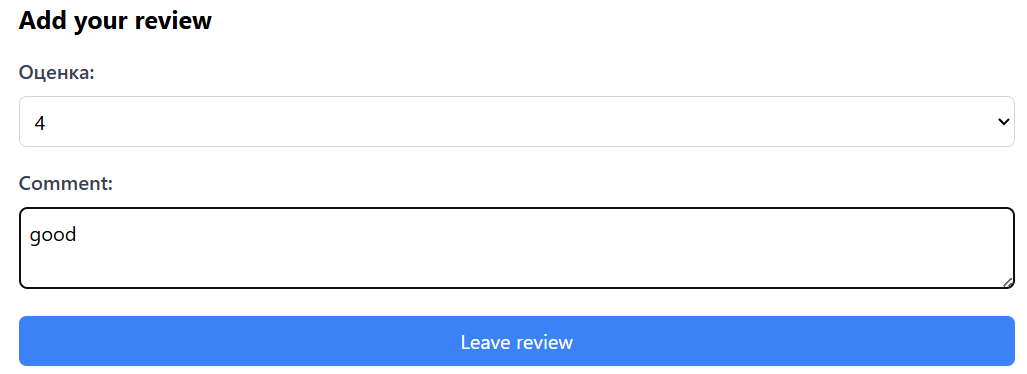 Add your review
Оценка:
4
Comment:
good
Leave review